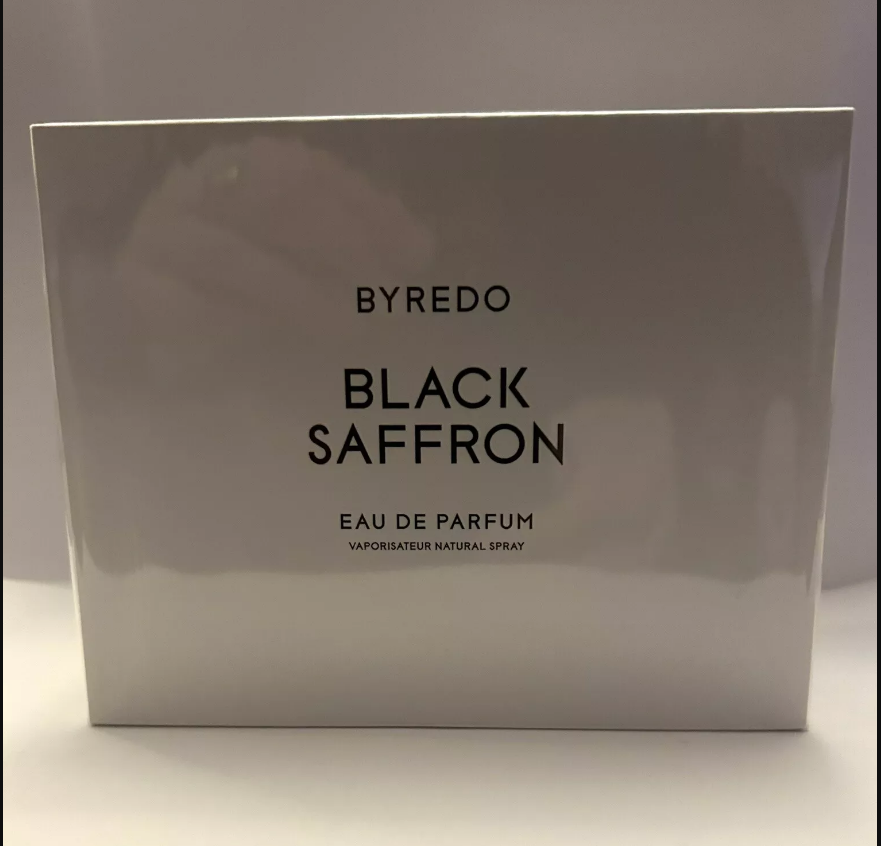 BYREDO
BLACK
SAFFRON
EAU DE PARFUM
VAPORISATEUR NATURAL SPRAY